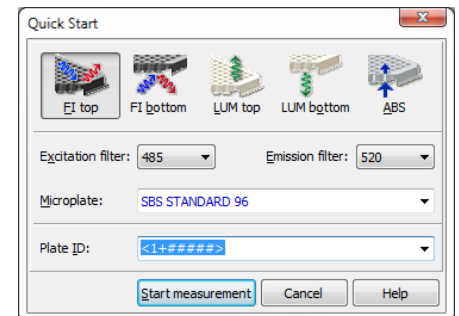 Quick Start
FI top FI bottom LUM top LUM bottom ABS
Excitation filter: 485 Emission filter: 520
Microplate: SBS STANDARD 96
Plate ID: <1+#####>
Start measurement Cancel Help